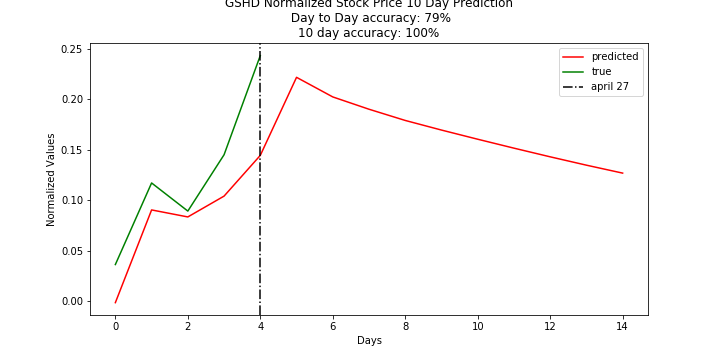 GSHD Normalized Stock Price 10 Day Prediction
Day to Day accuracy: 79%
10 day accuracy: 100%
0.25
0.20
0.15
0.10
0.05
0.00
Normalized Values
predicted
true
april 27
0 2 4 6 8 10 12 14
Days